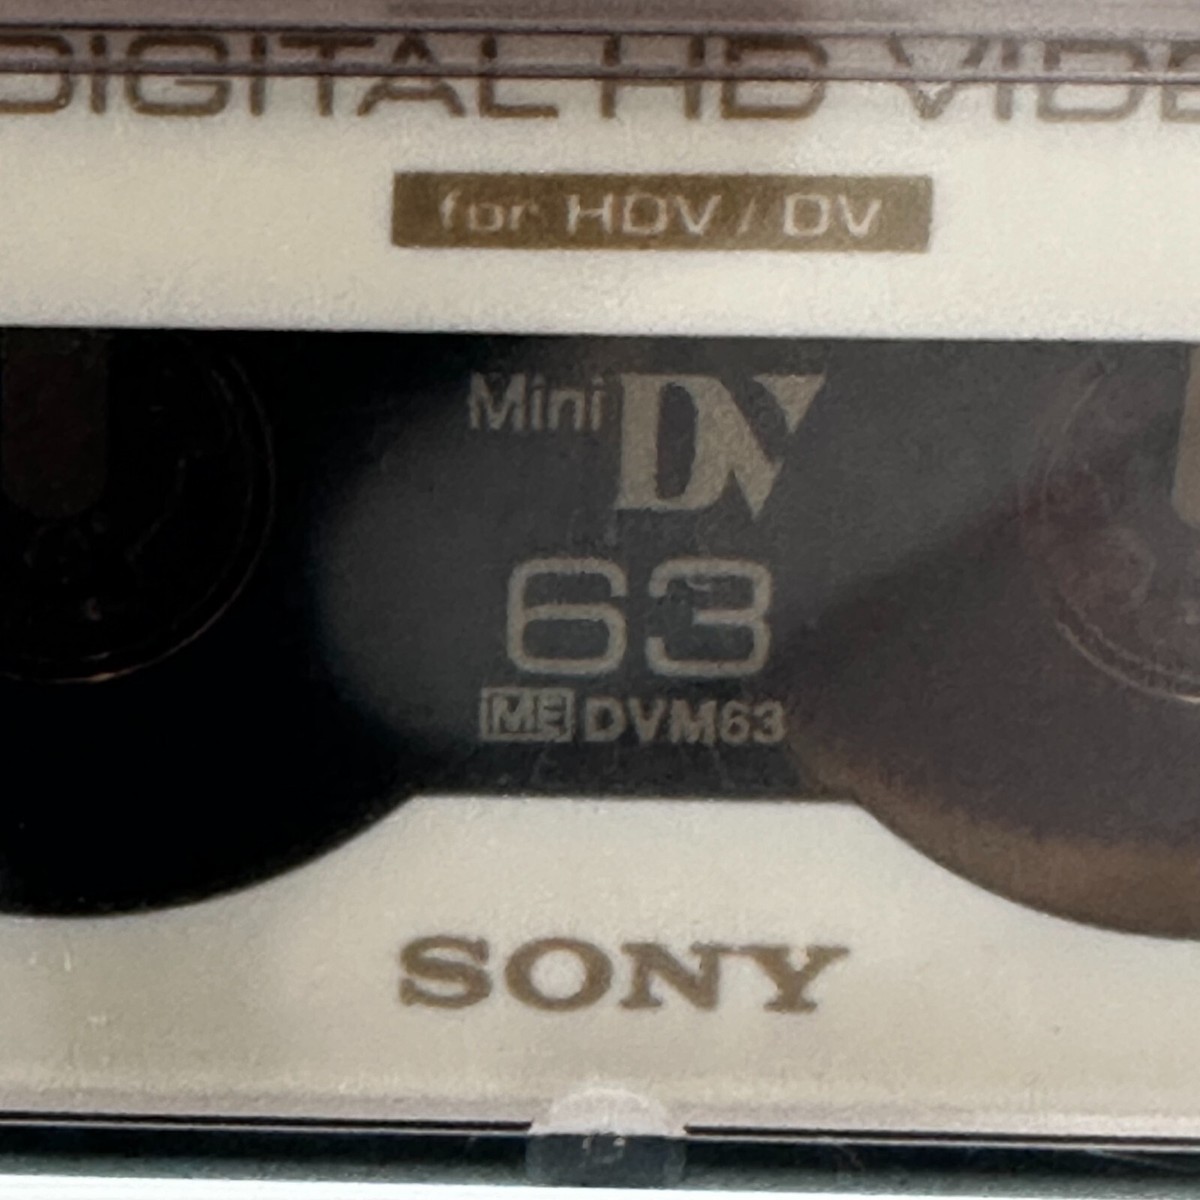 DIGITAL HD VIDE
for HDV / DV
Mini DV
63
ME DVM63
SONY